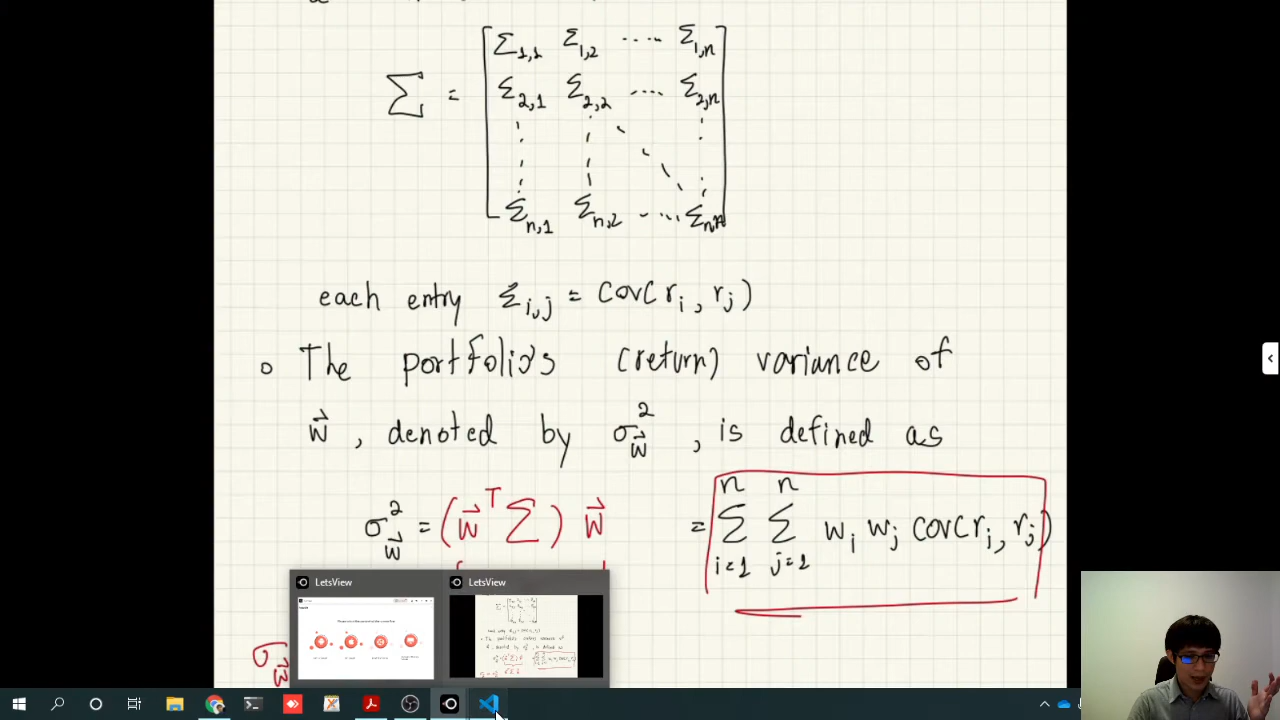 Σ = [ Σ1,1 Σ1,2 ..... Σ1,n
Σ2,1 Σ2,2 ..... Σ2,n
Σn,1 Σn,2 ..... Σn,n ]
each entry Σi,j = Cov(ri, rj)
o The portfolio's (return) variance of
w⃗, denoted by σ²w⃗, is defined as
σ²w⃗ = (w⃗ᵀ Σ) w⃗ = Σ(i=1..n) Σ(j=1..n) wi wj cov(ri, rj)
LetsView LetsView
σw⃗